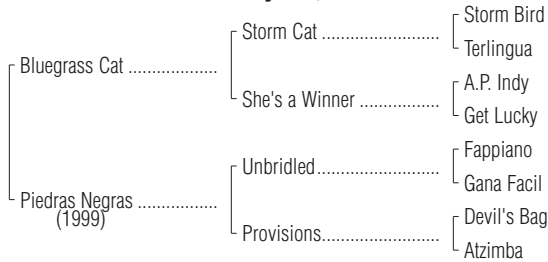 Storm Bird
Storm Cat ......................
Terlingua
Bluegrass Cat .................
A.P. Indy
She's a Winner ...............
Get Lucky
Fappiano
Unbridled.......................
Gana Facil
Piedras Negras ...............
(1999)
Devil's Bag
Provisions......................
Atzimba